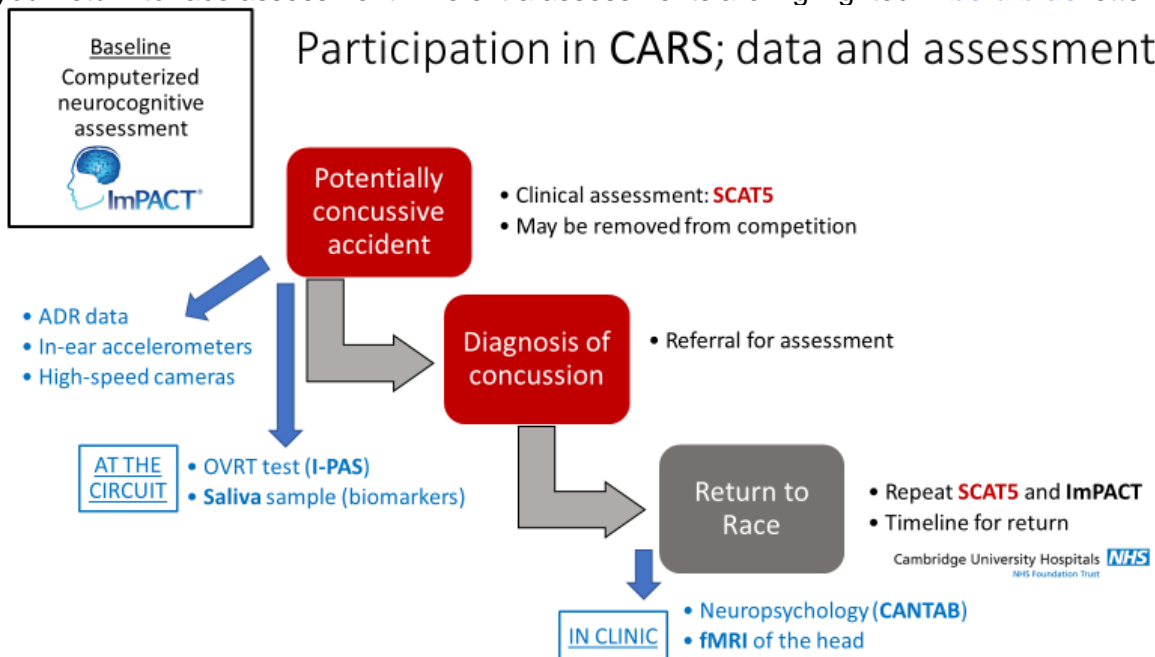 Participation in CARS; data and assessment
Baseline
Computerized
neurocognitive
assessment
ImPACT®
Potentially
concussive
accident
• Clinical assessment: SCAT5
• May be removed from competition
• ADR data
• In-ear accelerometers
• High-speed cameras
Diagnosis of
concussion
• Referral for assessment
AT THE
CIRCUIT
• OVRT test (I-PAS)
• Saliva sample (biomarkers)
Return to
Race
• Repeat SCAT5 and ImPACT
• Timeline for return
Cambridge University Hospitals NHS
NHS Foundation Trust
IN CLINIC
• Neuropsychology (CANTAB)
• fMRI of the head